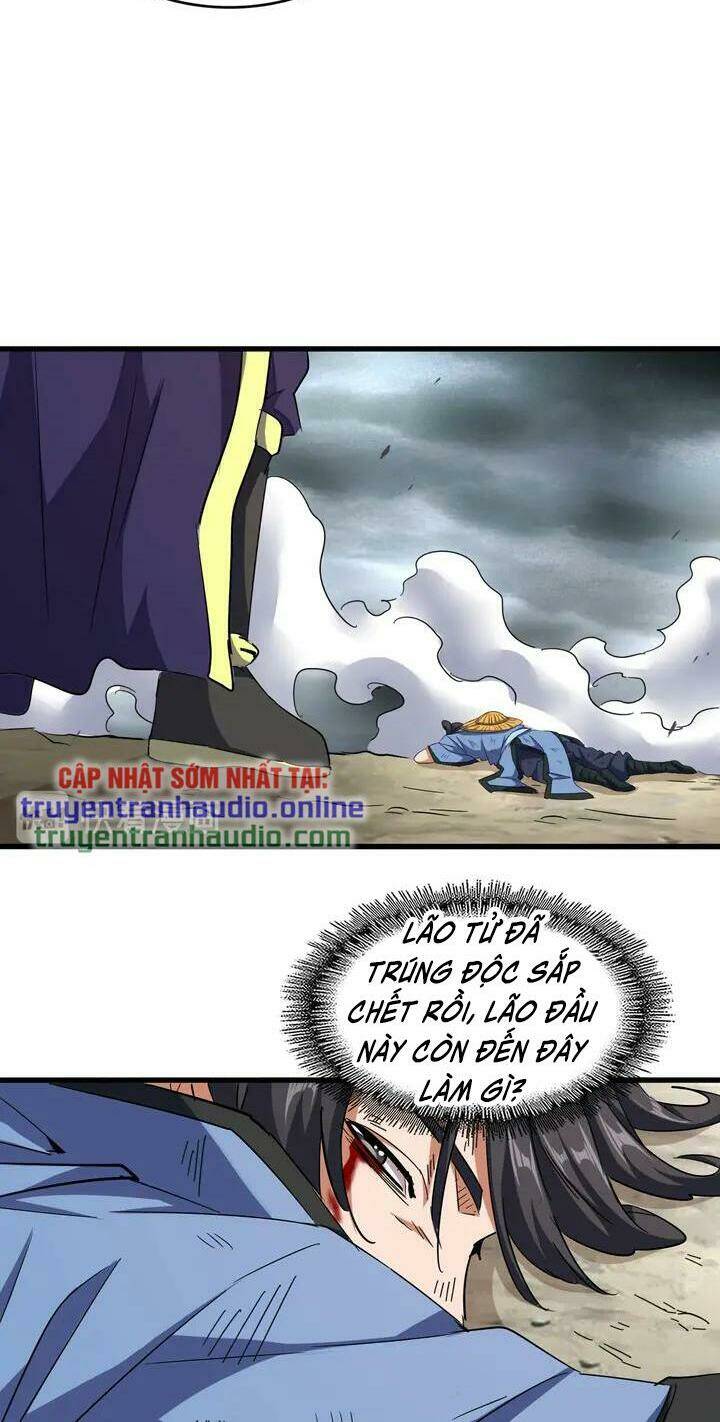 CẬP NHẬT SỚM NHẤT TẠI:
truyentranhaudio.online
truyentranhaudio.com
LÃO TỬ ĐÃ
TRÚNG ĐỘC SẮP
CHẾT RỒI, LÃO ĐẦU
NÀY CÒN ĐẾN ĐÂY
LÀM GÌ?